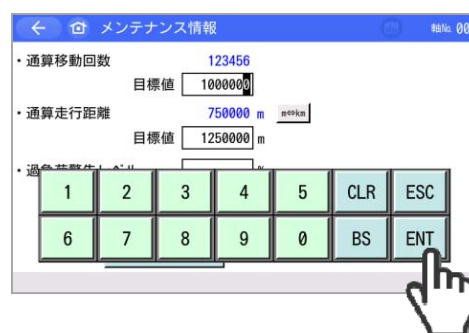 メンテナンス情報
軸No. 00
・通算移動回数 123456
目標値 1000000
・通算走行距離 750000 m m⇔km
目標値 1250000 m
1 2 3 4 5 CLR ESC
6 7 8 9 0 BS ENT